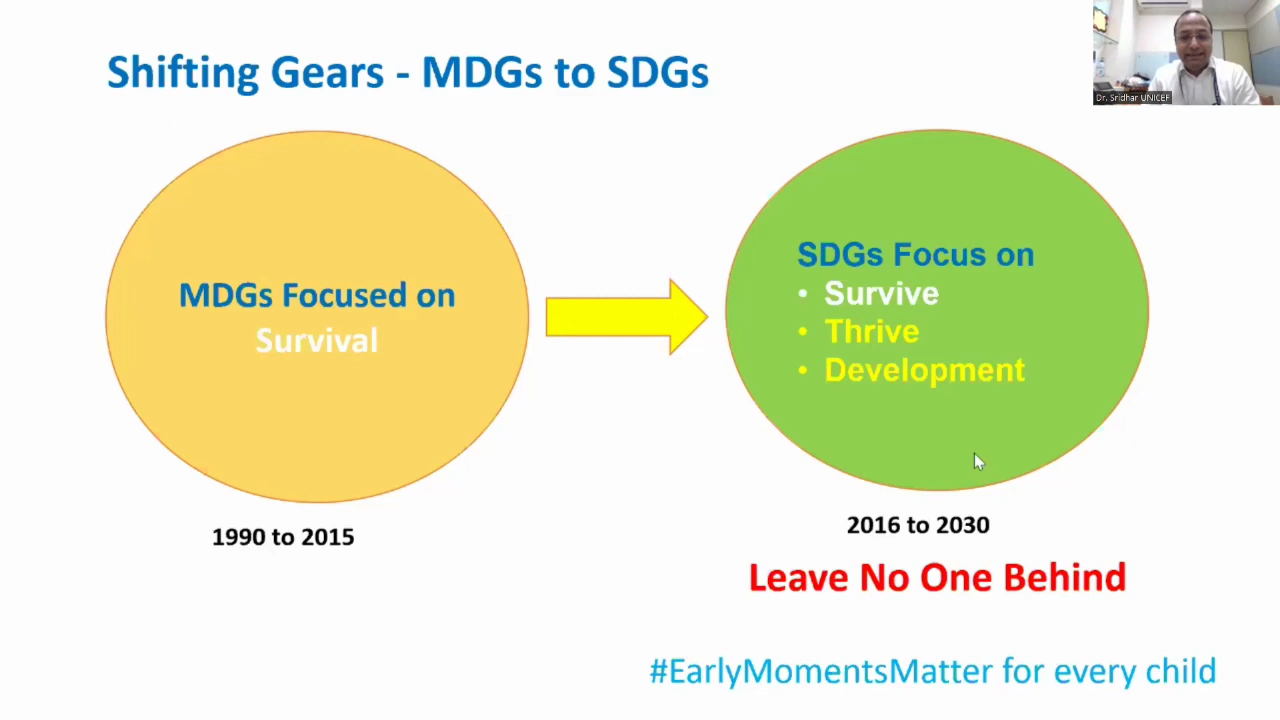 Shifting Gears - MDGs to SDGs
Dr. Sridhar UNICEF
MDGs Focused on
Survival
SDGs Focus on
• Survive
• Thrive
• Development
1990 to 2015
2016 to 2030
Leave No One Behind
#EarlyMomentsMatter for every child